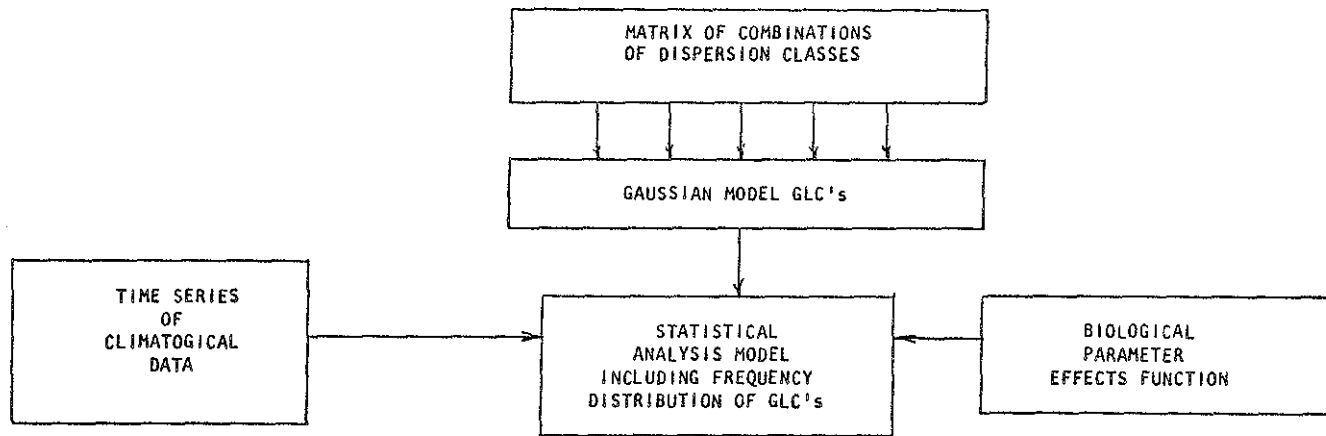 MATRIX OF COMBINATIONS
OF DISPERSION CLASSES
GAUSSIAN MODEL GLC's
TIME SERIES
OF
CLIMATOGICAL
DATA
STATISTICAL
ANALYSIS MODEL
INCLUDING FREQUENCY
DISTRIBUTION OF GLC's
BIOLOGICAL
PARAMETER
EFFECTS FUNCTION